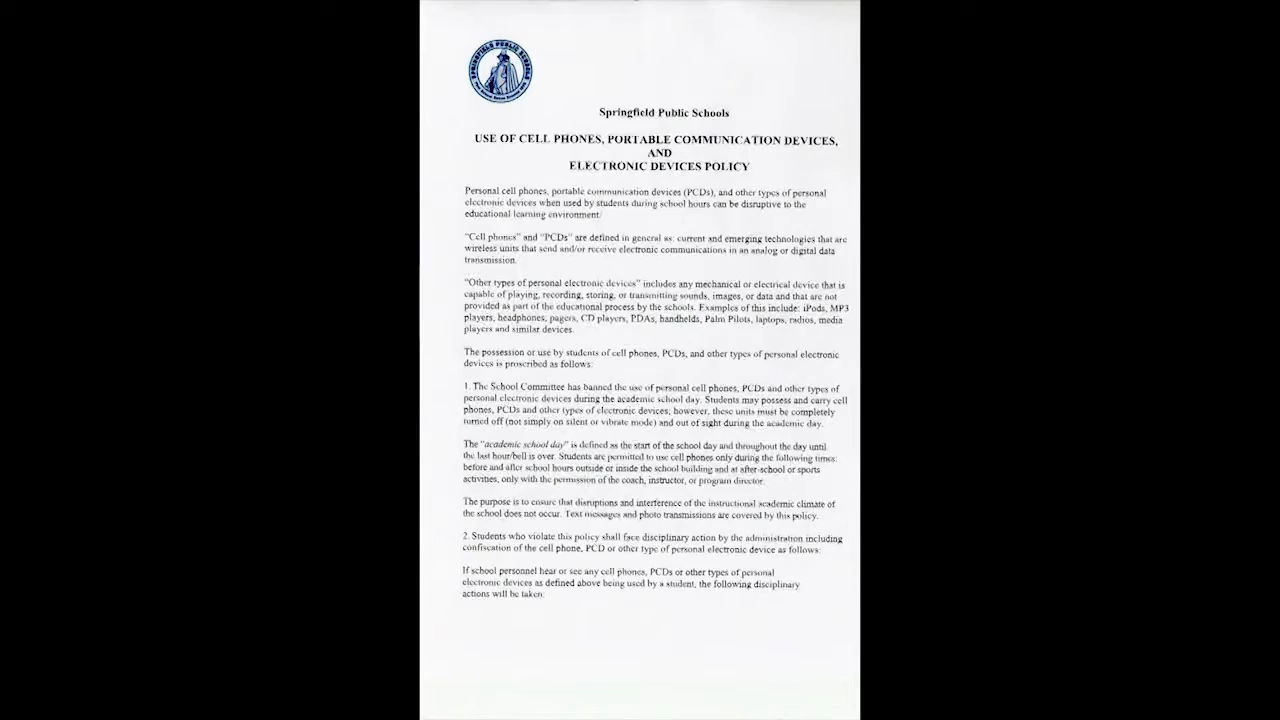 SPRINGFIELD PUBLIC SCHOOLS
Springfield Public Schools
USE OF CELL PHONES, PORTABLE COMMUNICATION DEVICES,
AND
ELECTRONIC DEVICES POLICY
Personal cell phones, portable communication devices (PCDs), and other types of personal
electronic devices when used by students during school hours can be disruptive to the
educational learning environment.
"Cell phones" and "PCDs" are defined in general as: current and emerging technologies that are
wireless units that send and/or receive electronic communications in an analog or digital data
transmission.
"Other types of personal electronic devices" includes any mechanical or electrical device that is
capable of playing, recording, storing, or transmitting sounds, images, or data and that are not
provided as part of the educational process by the schools. Examples of this include: iPods, MP3
players, headphones, pagers, CD players, PDAs, handhelds, Palm Pilots, laptops, radios, media
players and similar devices.
The possession or use by students of cell phones, PCDs, and other types of personal electronic
devices is proscribed as follows:
1. The School Committee has banned the use of personal cell phones, PCDs and other types of
personal electronic devices during the academic school day. Students may possess and carry cell
phones, PCDs and other types of electronic devices; however, these units must be completely
turned off (not simply on silent or vibrate mode) and out of sight during the academic day.
The "academic school day" is defined as the start of the school day and throughout the day until
the last hour/bell is over. Students are permitted to use cell phones only during the following times:
before and after school hours outside or inside the school building and at after-school or sports
activities, only with the permission of the coach, instructor, or program director.
The purpose is to ensure that disruptions and interference of the instructional academic climate of
the school does not occur. Text messages and photo transmissions are covered by this policy.
2. Students who violate this policy shall face disciplinary action by the administration including
confiscation of the cell phone, PCD or other type of personal electronic device as follows:
If school personnel hear or see any cell phones, PCDs or other types of personal
electronic devices as defined above being used by a student, the following disciplinary
actions will be taken: